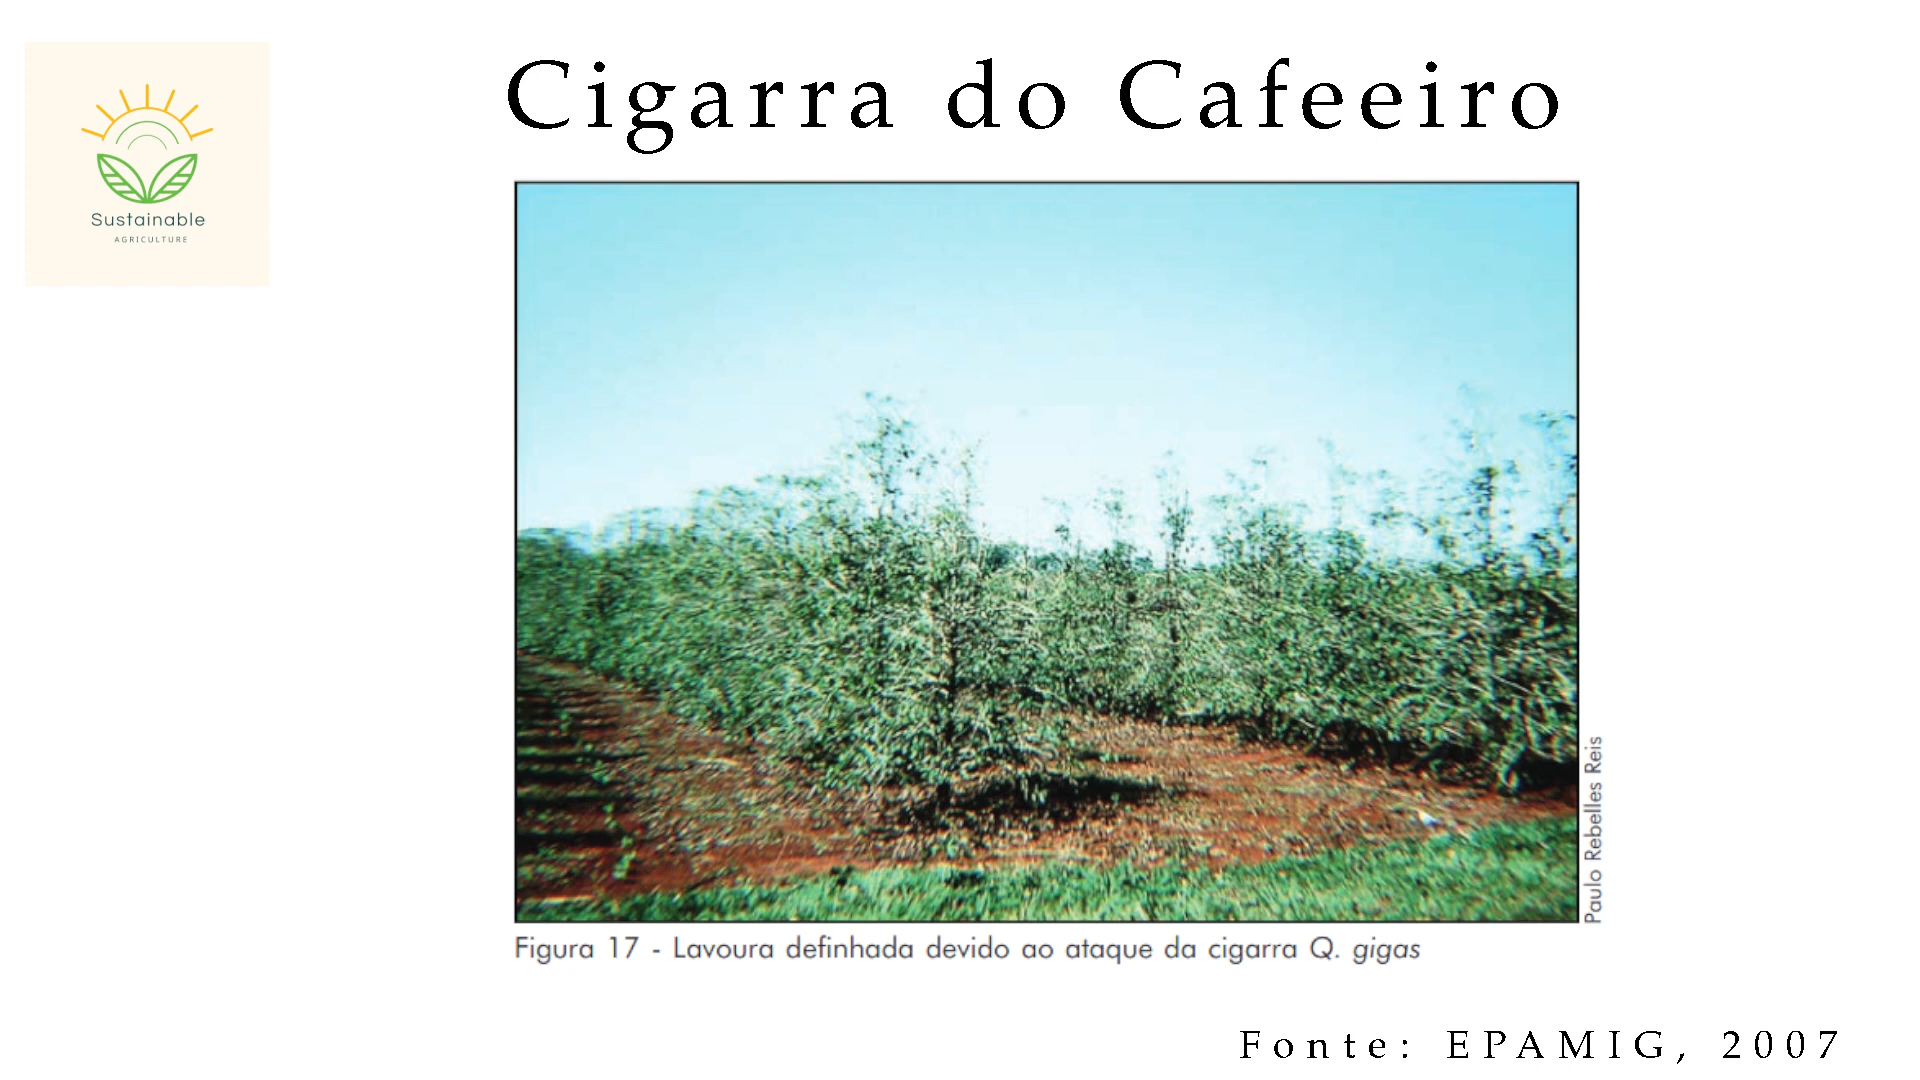 Cigarra do Cafeeiro
Sustainable
AGRICULTURE
Paulo Rebelles Reis
Figura 17 - Lavoura definhada devido ao ataque da cigarra Q. gigas
Fonte: EPAMIG, 2007